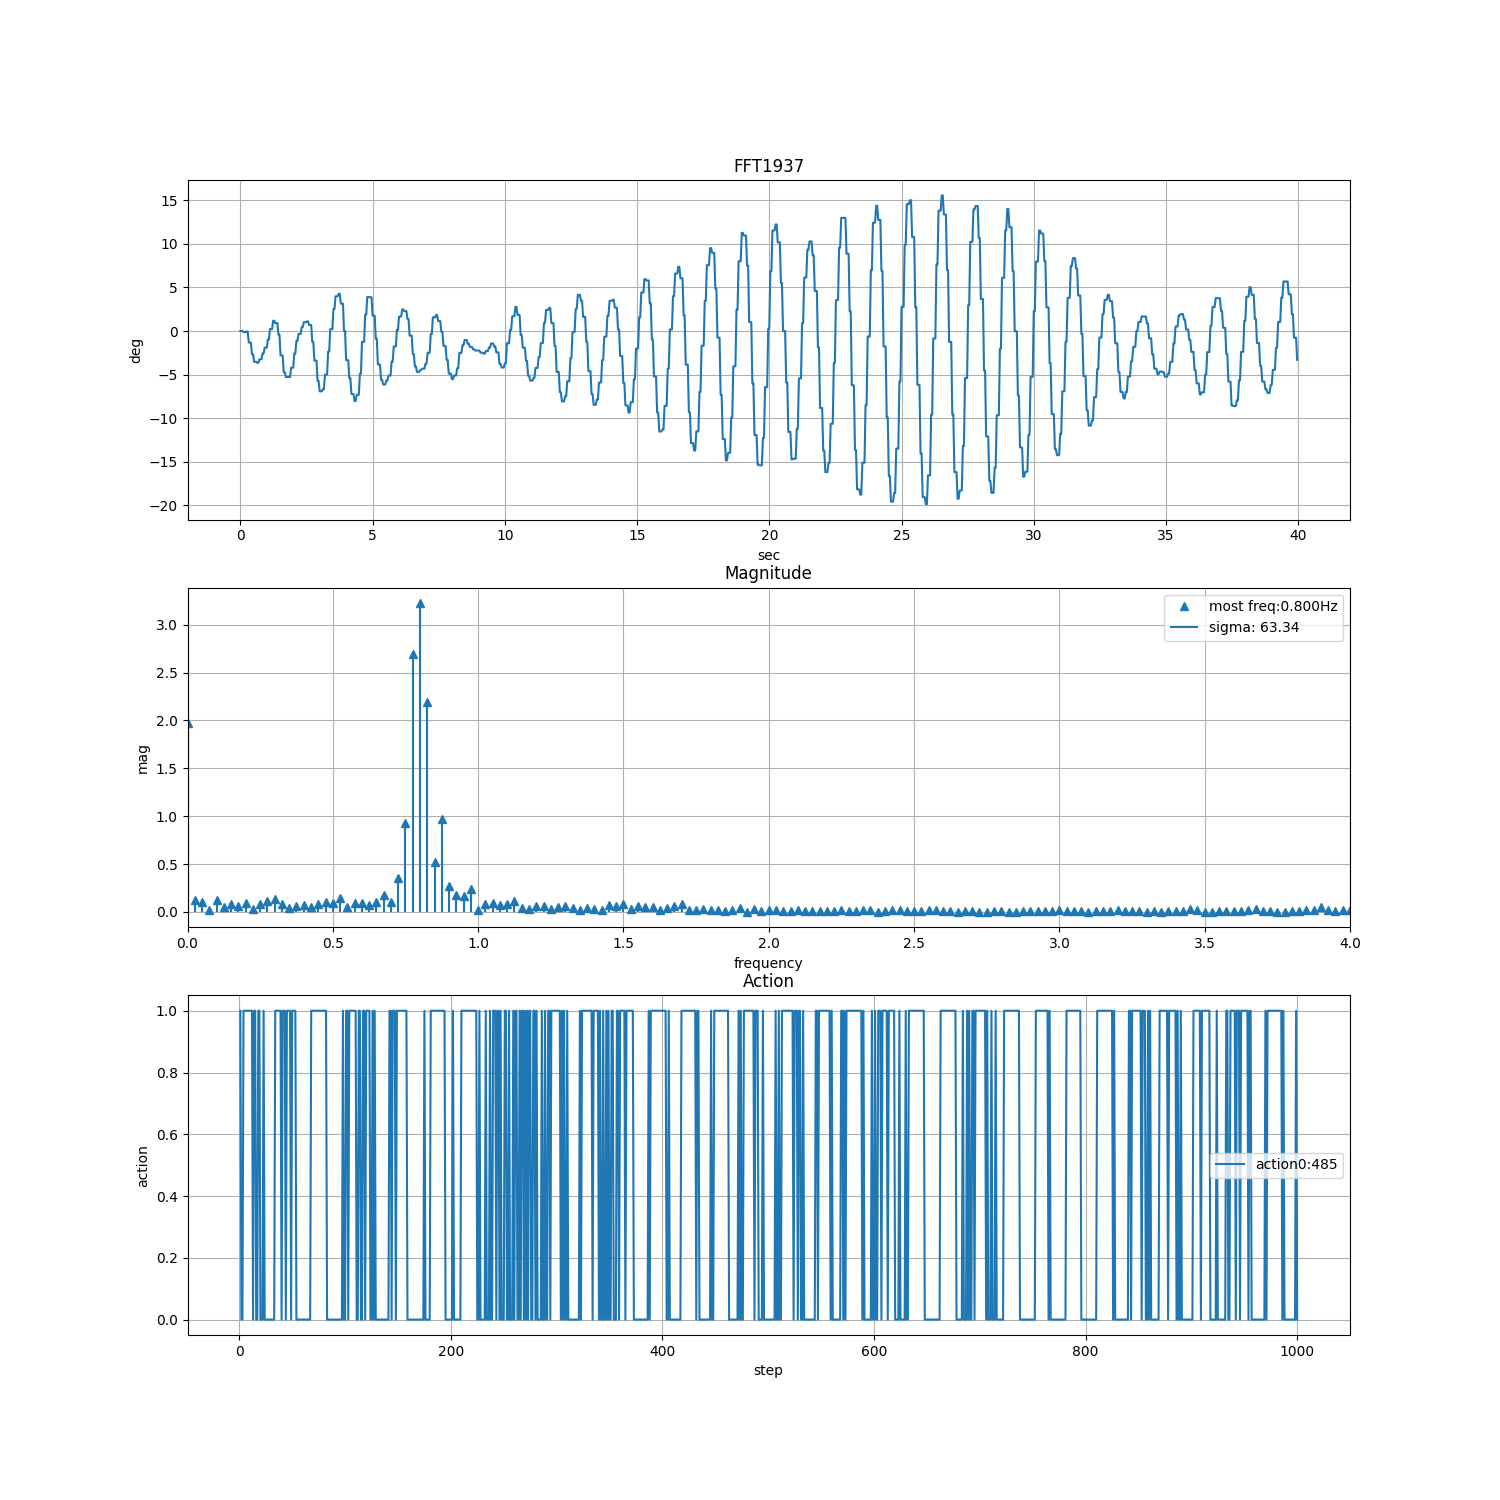 FFT1937
15
10
5
0
−5
−10
−15
−20
deg
0 5 10 15 20 25 30 35 40
sec
Magnitude
most freq:0.800Hz
sigma: 63.34
3.0
2.5
2.0
1.5
1.0
0.5
0.0
mag
0.0 0.5 1.0 1.5 2.0 2.5 3.0 3.5 4.0
frequency
Action
1.0
0.8
0.6
0.4
0.2
0.0
action
action0:485
0 200 400 600 800 1000
step